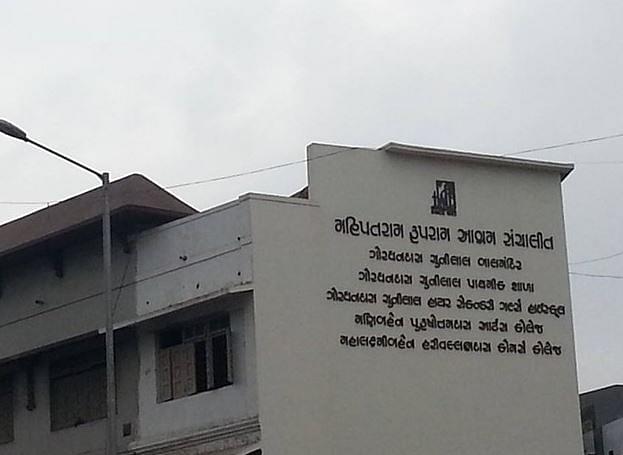 મહિપતરામ રૂપરામ આશ્રમ સંચાલીત
ગોરધનદાસ ચુનીલાલ બાલમંદિર
ગોરધનદાસ ચુનીલાલ પ્રાથમીક શાળા
ગોરધનદાસ ચુનીલાલ હાયર સેકન્ડરી ગર્લ્સ હાઈસ્કૂલ
મણિબહેન પુરૂષોત્તમદાસ આર્ટસ કોલેજ
મહાલક્ષ્મીબહેન હરીવલ્લભદાસ કોમર્સ કોલેજ